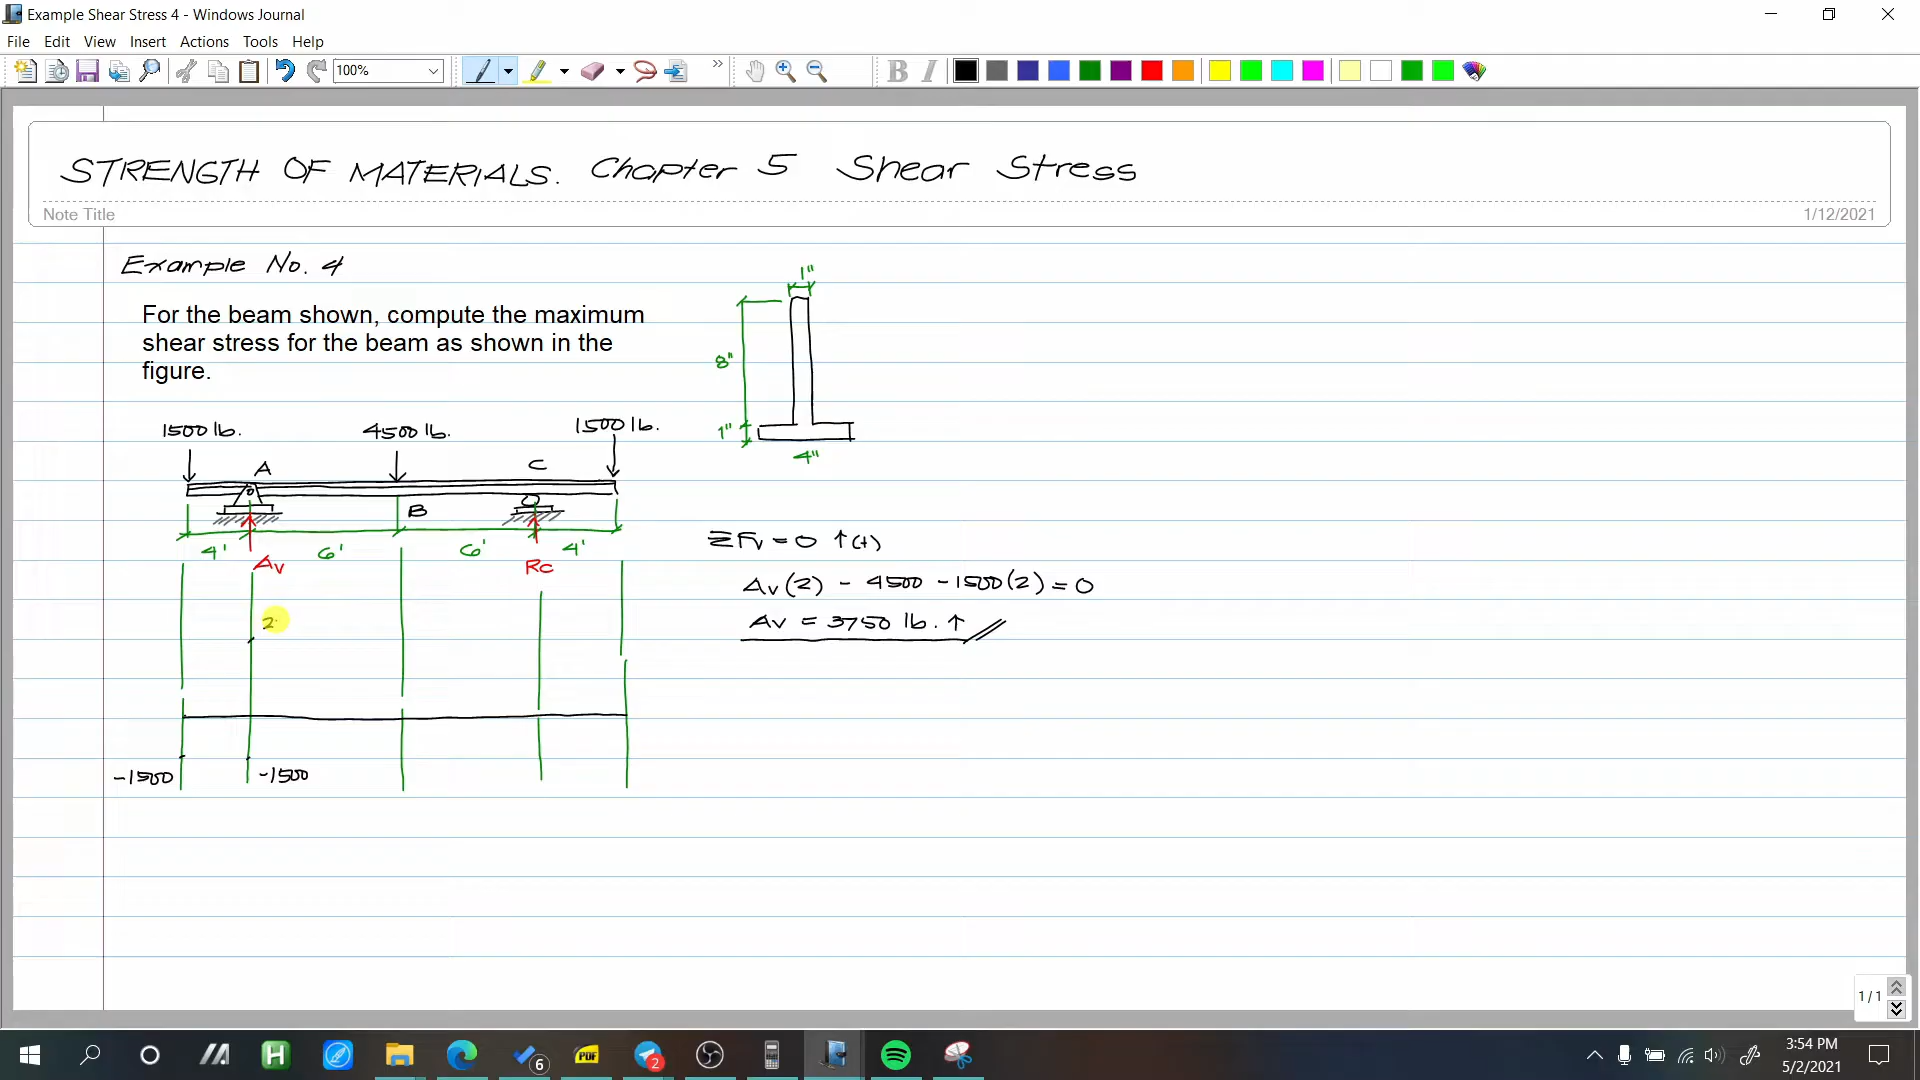 Example Shear Stress 4 - Windows Journal
File Edit View Insert Actions Tools Help
100%
B I
STRENGTH OF MATERIALS. Chapter 5 Shear Stress
Note Title
1/12/2021
Example No. 4
For the beam shown, compute the maximum
shear stress for the beam as shown in the
figure.
1"
8"
1"
4"
1500 lb. 4500 lb. 1500 lb.
A C
B
4' 6' 6' 4'
Av Rc
2
-1500 -1500
ΣFv = 0 ↑(+)
Av(2) - 4500 - 1500(2) = 0
Av = 3750 lb. ↑
1 / 1
6
PDF
2
3:54 PM
5/2/2021